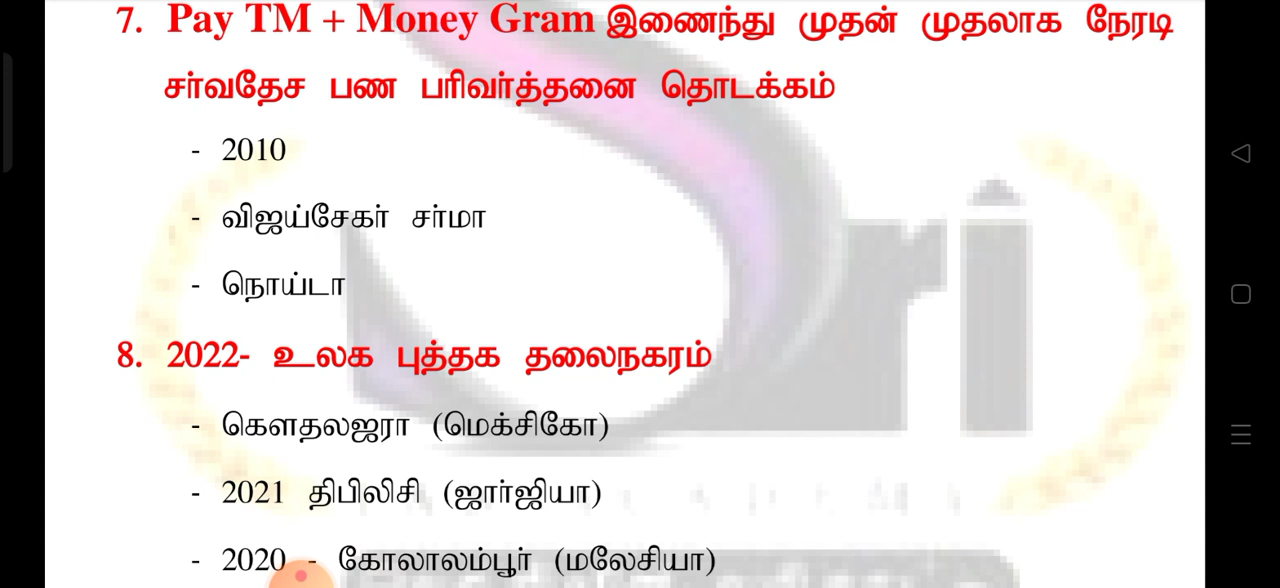 7. Pay TM + Money Gram இணைந்து முதன் முதலாக நேரடி
சர்வதேச பண பரிவர்த்தனை தொடக்கம்
- 2010
- விஜய்சேகர் சர்மா
- நொய்டா
8. 2022- உலக புத்தக தலைநகரம்
- கௌதலஜரா (மெக்சிகோ)
- 2021 திபிலிசி (ஜார்ஜியா)
- 2020 - கோலாலம்பூர் (மலேசியா)
Sri